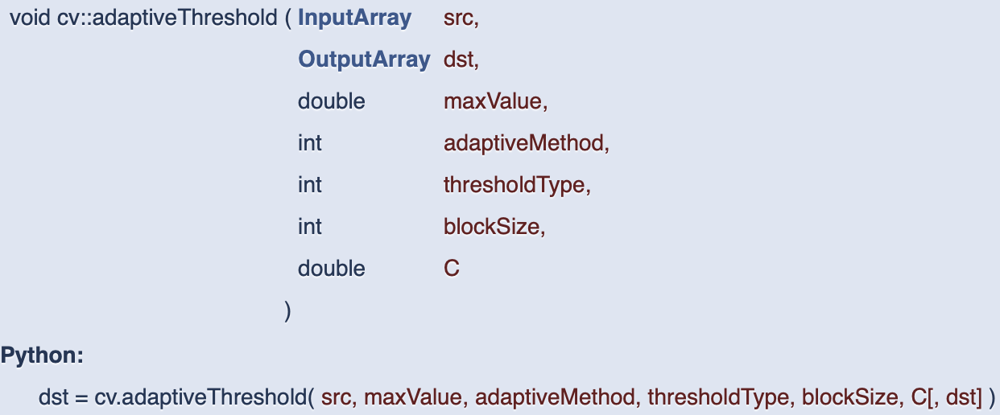 void cv::adaptiveThreshold ( InputArray src,
OutputArray dst,
double maxValue,
int adaptiveMethod,
int thresholdType,
int blockSize,
double C
)
Python:
dst = cv.adaptiveThreshold( src, maxValue, adaptiveMethod, thresholdType, blockSize, C[, dst] )